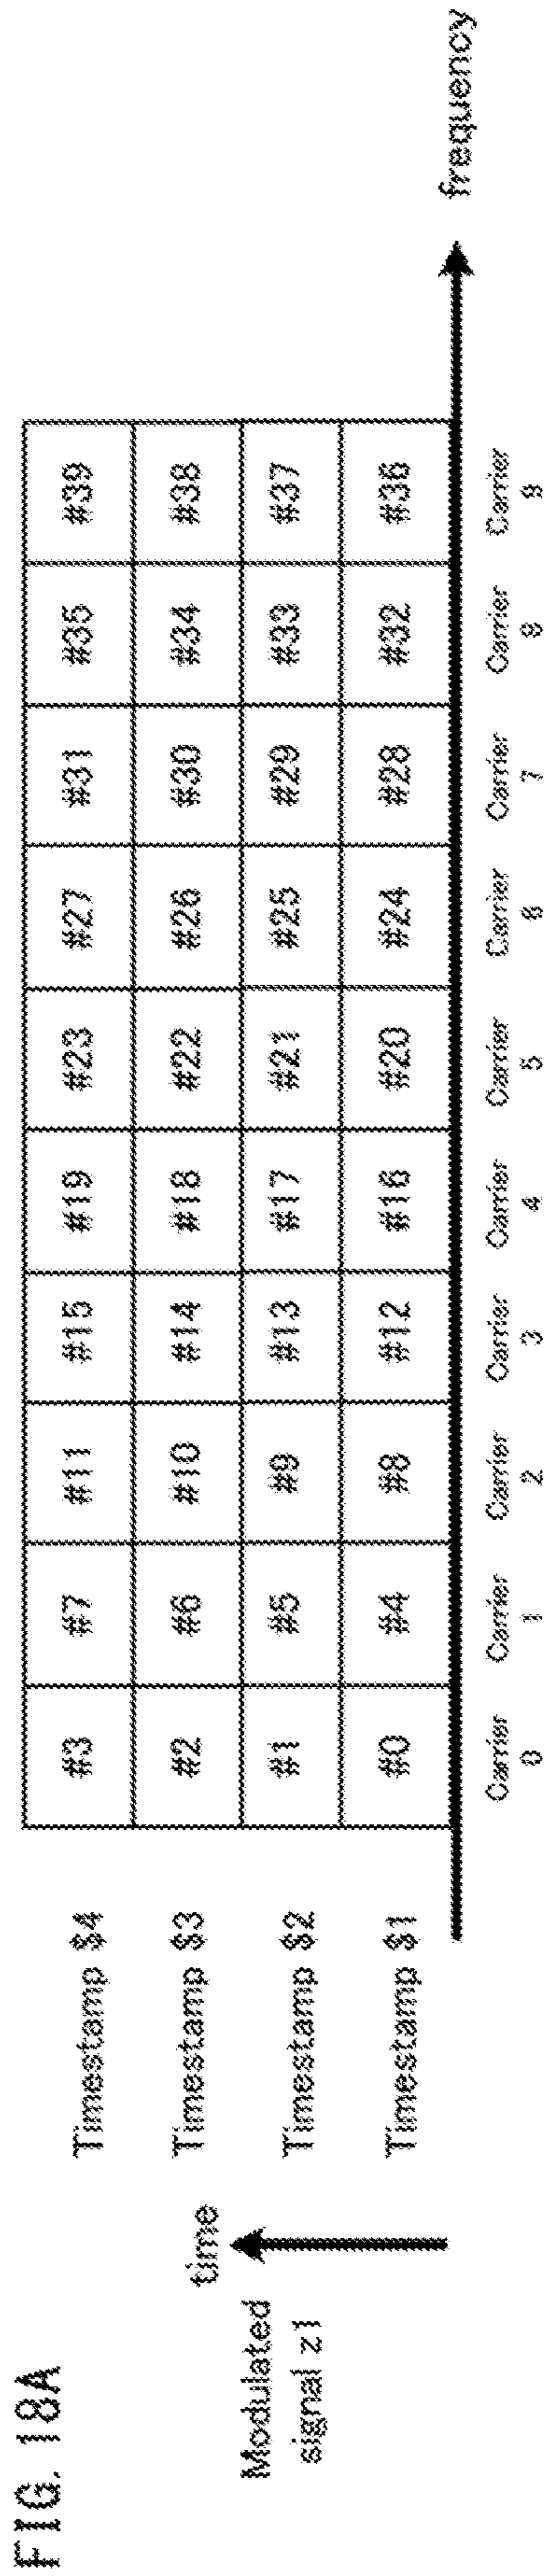 FIG. 18A
Modulated
signal z1
time
frequency
Timestamp $4 #3 #7 #11 #15 #19 #23 #27 #31 #35 #39
Timestamp $3 #2 #6 #10 #14 #18 #22 #26 #30 #34 #38
Timestamp $2 #1 #5 #9 #13 #17 #21 #25 #29 #33 #37
Timestamp $1 #0 #4 #8 #12 #16 #20 #24 #28 #32 #36
Carrier Carrier Carrier Carrier Carrier Carrier Carrier Carrier Carrier Carrier
0 1 2 3 4 5 6 7 8 9